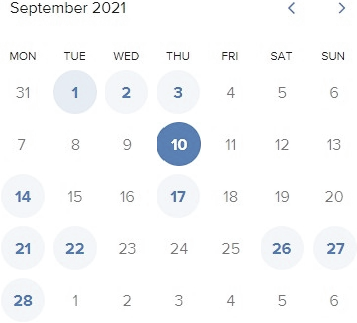 September 2021
MON TUE WED THU FRI SAT SUN
31 1 2 3 4 5 6
7 8 9 10 11 12 13
14 15 16 17 18 19 20
21 22 23 24 25 26 27
28 1 2 3 4 5 6